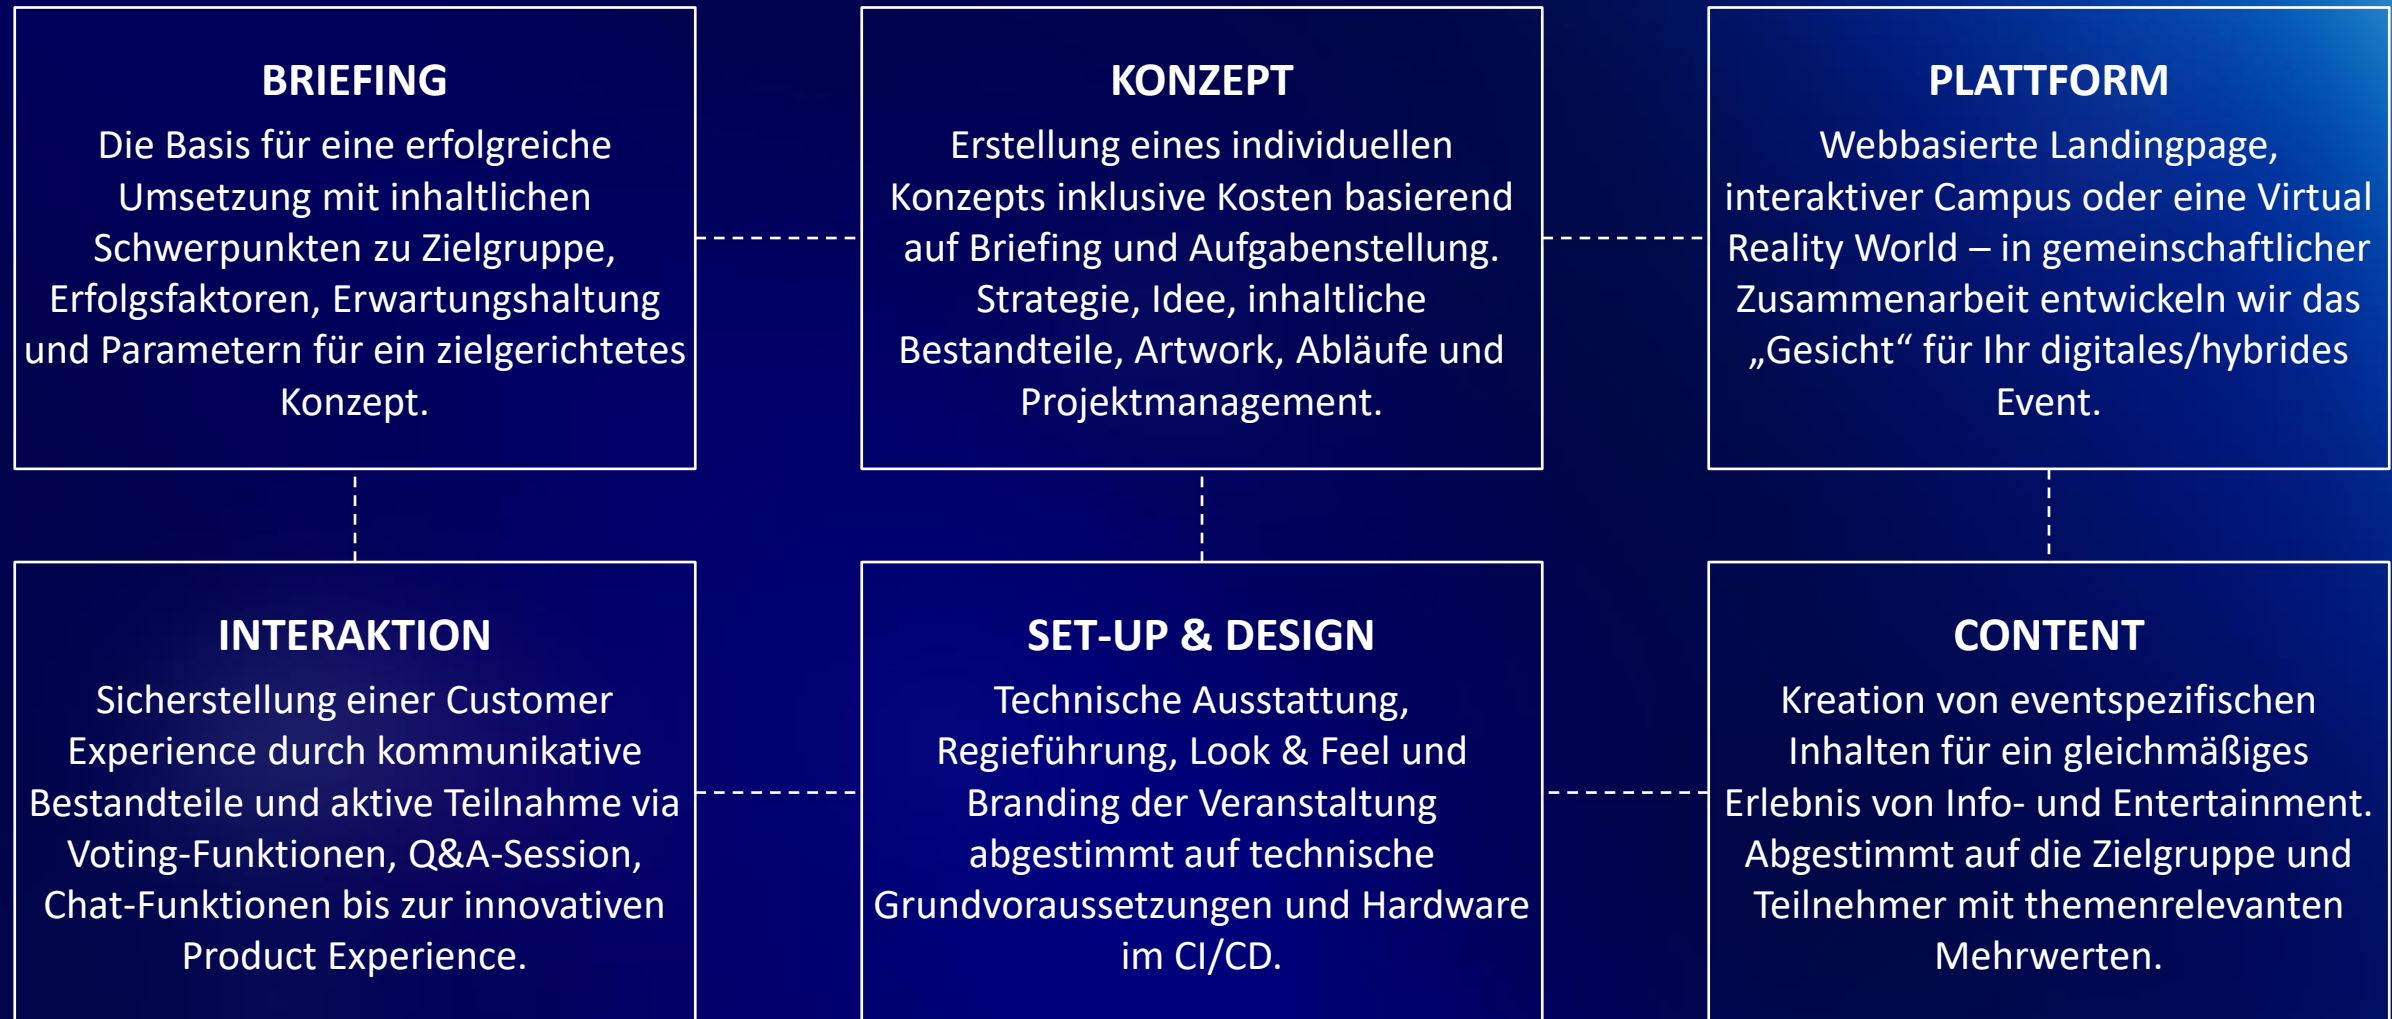 BRIEFING
Die Basis für eine erfolgreiche
Umsetzung mit inhaltlichen
Schwerpunkten zu Zielgruppe,
Erfolgsfaktoren, Erwartungshaltung
und Parametern für ein zielgerichtetes
Konzept.
KONZEPT
Erstellung eines individuellen
Konzepts inklusive Kosten basierend
auf Briefing und Aufgabenstellung.
Strategie, Idee, inhaltliche
Bestandteile, Artwork, Abläufe und
Projektmanagement.
PLATTFORM
Webbasierte Landingpage,
interaktiver Campus oder eine Virtual
Reality World – in gemeinschaftlicher
Zusammenarbeit entwickeln wir das
„Gesicht“ für Ihr digitales/hybrides
Event.
INTERAKTION
Sicherstellung einer Customer
Experience durch kommunikative
Bestandteile und aktive Teilnahme via
Voting-Funktionen, Q&A-Session,
Chat-Funktionen bis zur innovativen
Product Experience.
SET-UP & DESIGN
Technische Ausstattung,
Regieführung, Look & Feel und
Branding der Veranstaltung
abgestimmt auf technische
Grundvoraussetzungen und Hardware
im CI/CD.
CONTENT
Kreation von eventspezifischen
Inhalten für ein gleichmäßiges
Erlebnis von Info- und Entertainment.
Abgestimmt auf die Zielgruppe und
Teilnehmer mit themenrelevanten
Mehrwerten.